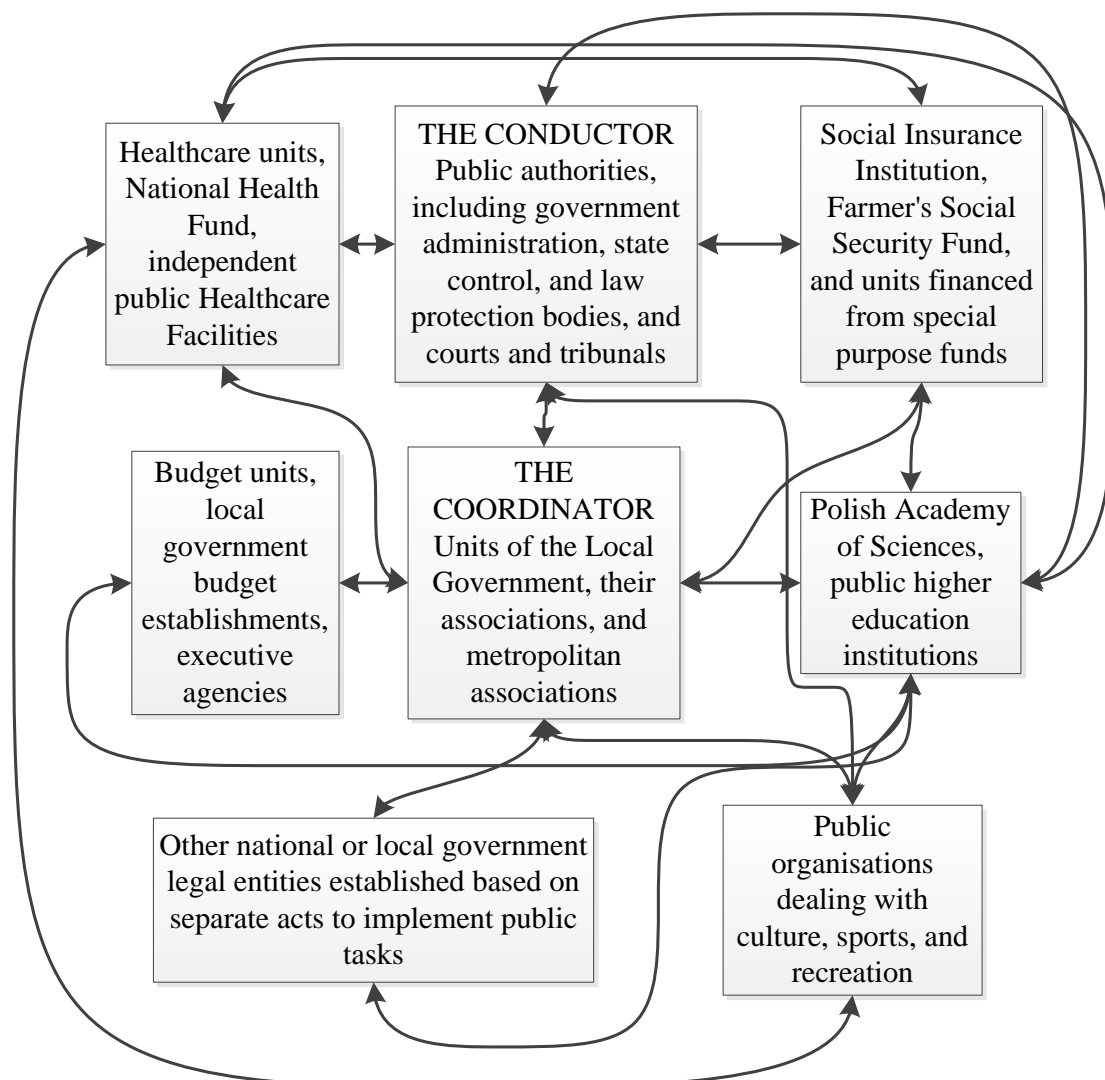 Healthcare units,
National Health
Fund,
independent
public Healthcare
Facilities
THE CONDUCTOR
Public authorities,
including government
administration, state
control, and law
protection bodies, and
courts and tribunals
Social Insurance
Institution,
Farmer's Social
Security Fund,
and units financed
from special
purpose funds
Budget units,
local
government
budget
establishments,
executive
agencies
THE
COORDINATOR
Units of the Local
Government, their
associations, and
metropolitan
associations
Polish Academy
of Sciences,
public higher
education
institutions
Other national or local government
legal entities established based on
separate acts to implement public
tasks
Public
organisations
dealing with
culture, sports, and
recreation